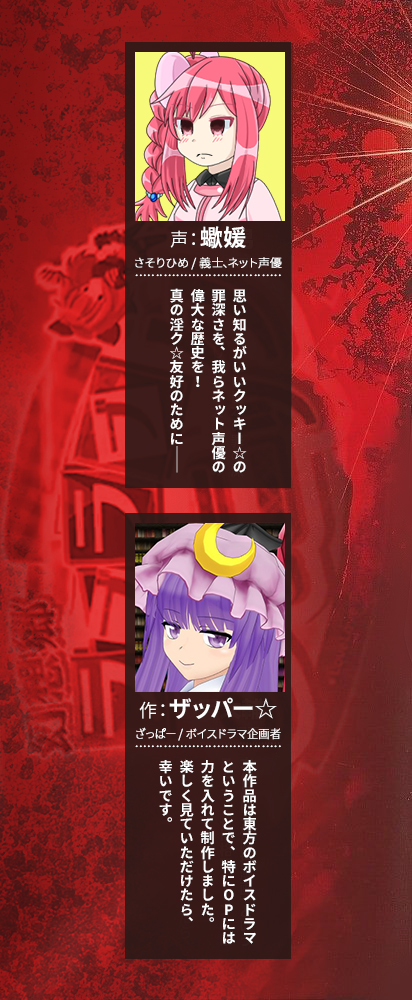 声：蠍媛
さそりひめ / 義士、ネット声優
思い知るがいいクッキー☆の
罪深さを、我らネット声優の
偉大な歴史を！
真の淫ク☆友好のために――
作：ザッパー☆
ざっぱー / ボイスドラマ企画者
本作品は東方のボイスドラマ
ということで、特にOPには
力を入れて制作しました。
楽しく見ていただけたら、
幸いです。